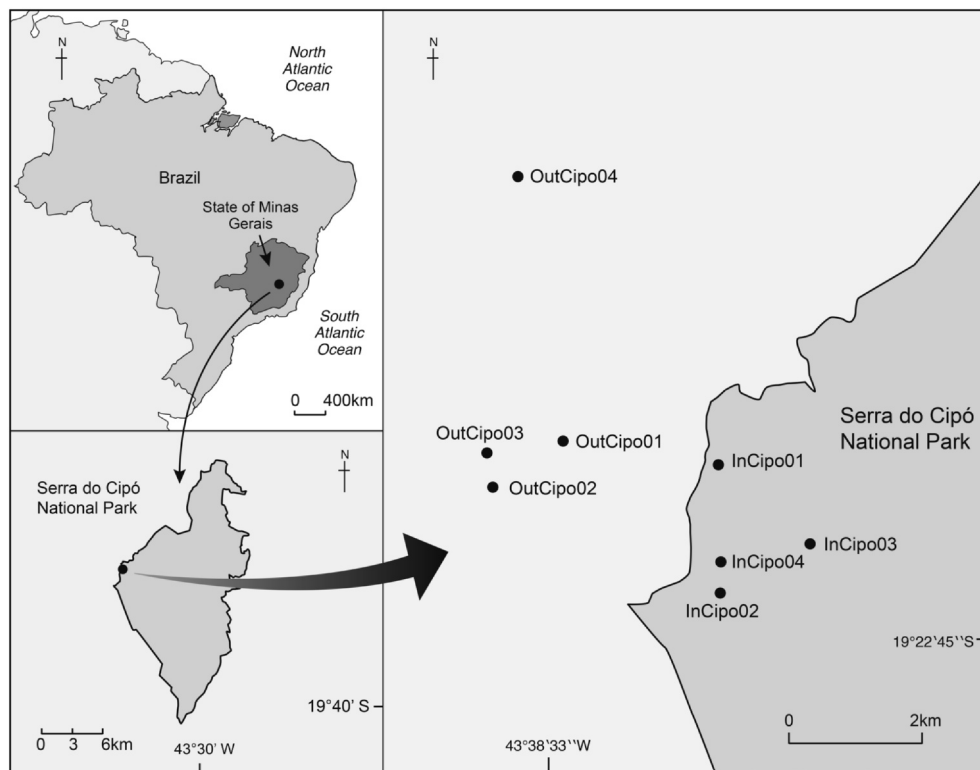 N
North
Atlantic
Ocean
Brazil
State of Minas
Gerais
South
Atlantic
Ocean
0 400km
N
Serra do Cipó
National Park
19°40' S
0 3 6km
43°30' W
N
OutCipo04
Serra do Cipó
National Park
OutCipo03
OutCipo01
InCipo01
OutCipo02
InCipo03
InCipo04
InCipo02
19°22'45''S
0 2km
43°38'33''W